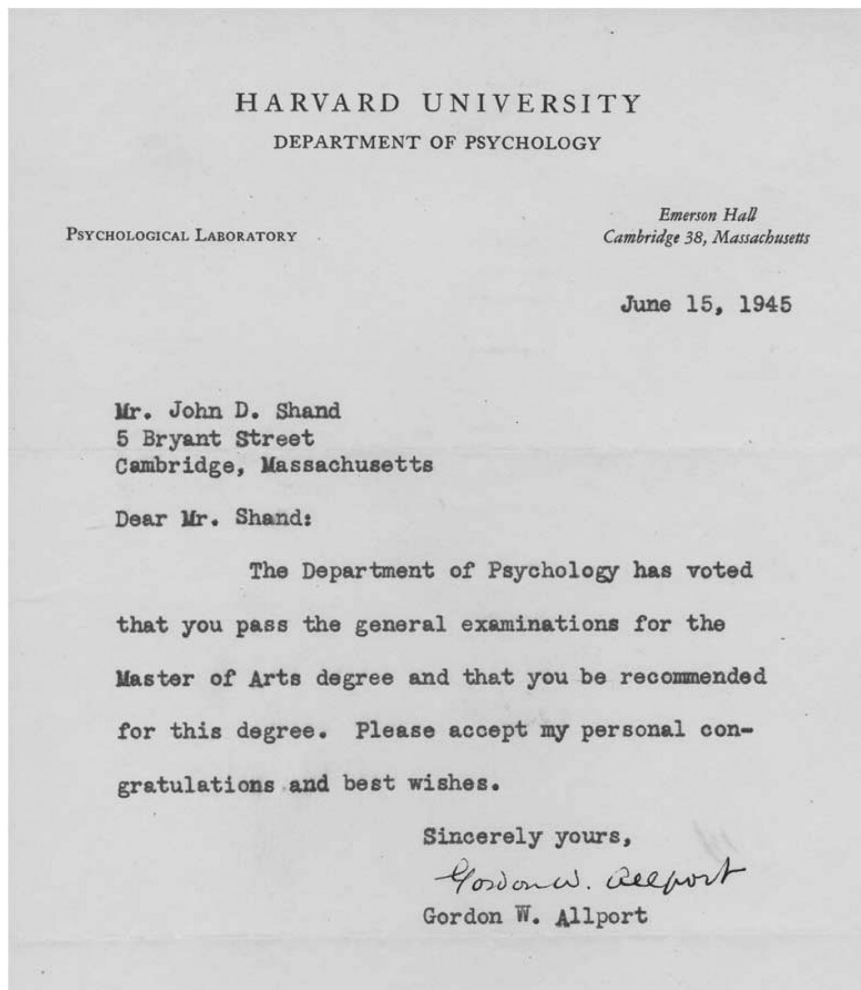 HARVARD UNIVERSITY
DEPARTMENT OF PSYCHOLOGY
PSYCHOLOGICAL LABORATORY
Emerson Hall
Cambridge 38, Massachusetts
June 15, 1945
Mr. John D. Shand
5 Bryant Street
Cambridge, Massachusetts
Dear Mr. Shand:
The Department of Psychology has voted
that you pass the general examinations for the
Master of Arts degree and that you be recommended
for this degree. Please accept my personal con-
gratulations and best wishes.
Sincerely yours,
Gordon W. Allport
Gordon W. Allport